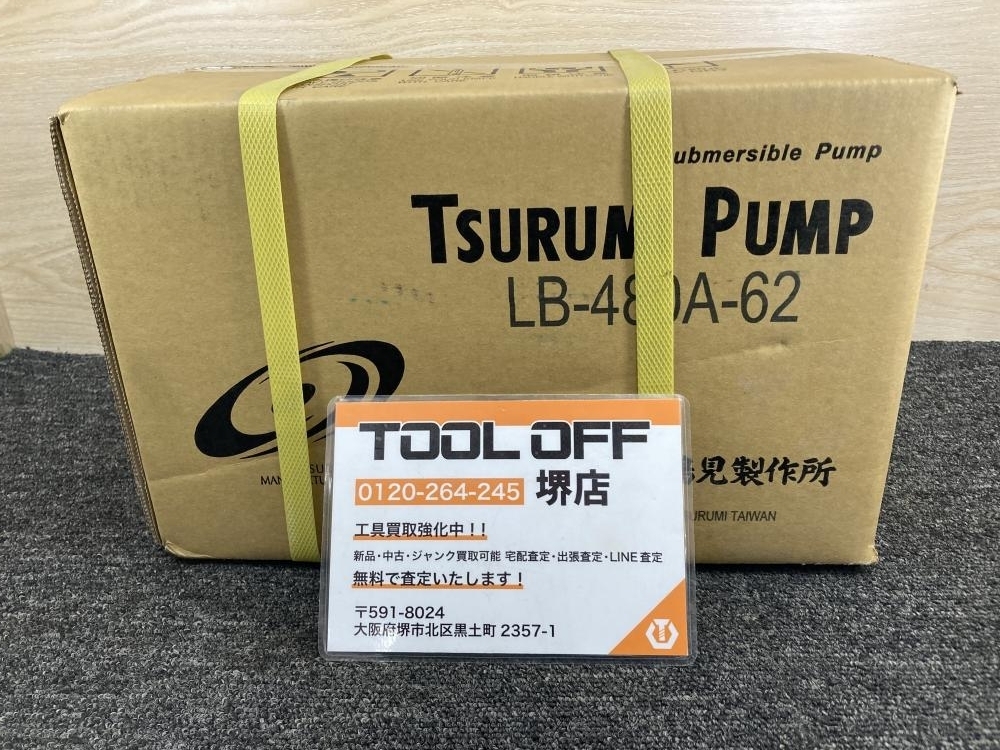 ubmersible Pump
TSURUM PUMP
LB-480A-62
見製作所
URUMI TAIWAN
TOOL OFF
0120-264-245 堺店
工具買取強化中!!
新品・中古・ジャンク買取可能 宅配査定・出張査定・LINE査定
無料で査定いたします!
〒591-8024
大阪府堺市北区黒土町 2357-1